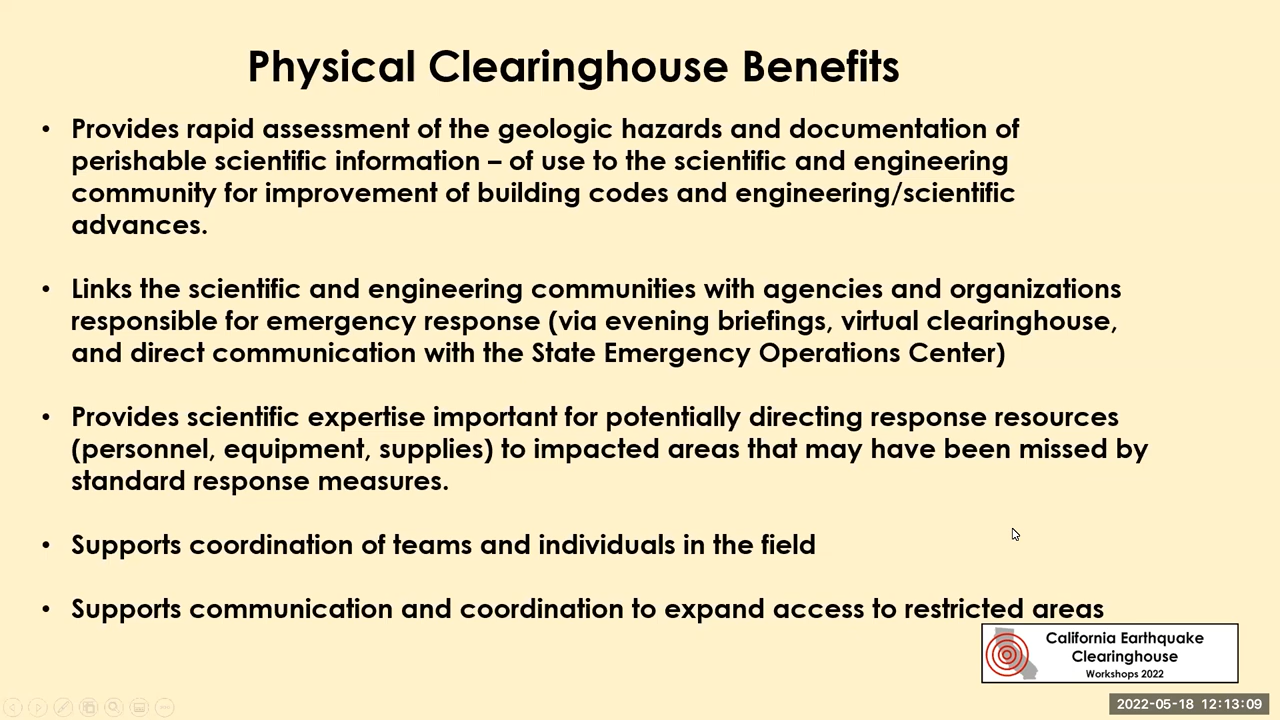 Physical Clearinghouse Benefits
• Provides rapid assessment of the geologic hazards and documentation of
perishable scientific information – of use to the scientific and engineering
community for improvement of building codes and engineering/scientific
advances.
• Links the scientific and engineering communities with agencies and organizations
responsible for emergency response (via evening briefings, virtual clearinghouse,
and direct communication with the State Emergency Operations Center)
• Provides scientific expertise important for potentially directing response resources
(personnel, equipment, supplies) to impacted areas that may have been missed by
standard response measures.
• Supports coordination of teams and individuals in the field
• Supports communication and coordination to expand access to restricted areas
California Earthquake
Clearinghouse
Workshops 2022
2022-05-18 12:13:09